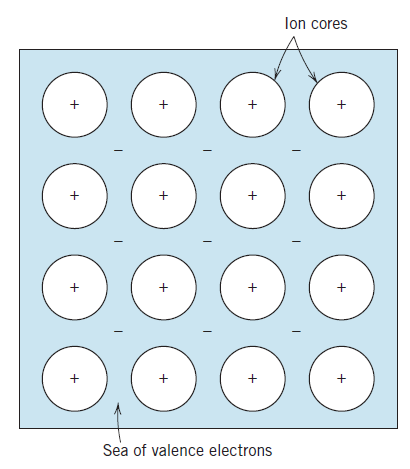 Ion cores
+ + + +
− − −
+ + + +
− − −
+ + + +
− − −
+ + + +
Sea of valence electrons